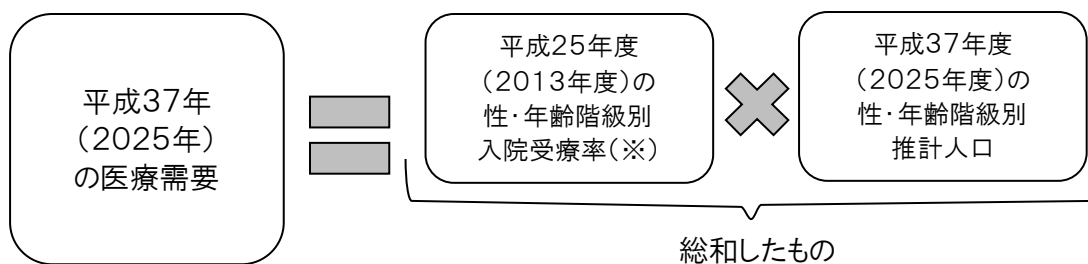 平成37年
（2025年）
の医療需要
平成25年度
（2013年度）の
性・年齢階級別
入院受療率（※）
平成37年度
（2025年度）の
性・年齢階級別
推計人口
総和したもの